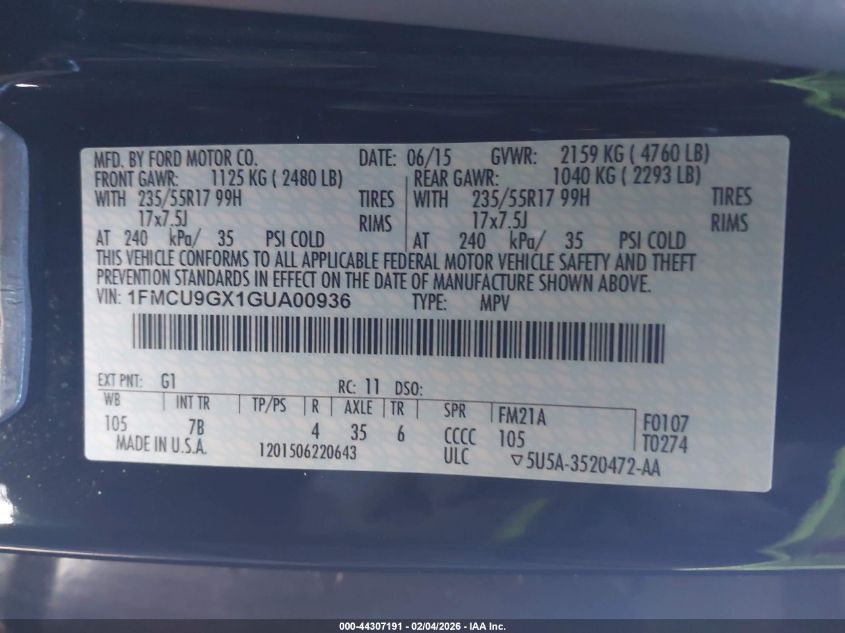 MFD. BY FORD MOTOR CO. DATE: 06/15 GVWR: 2159 KG ( 4760 LB)
FRONT GAWR: 1125 KG ( 2480 LB) REAR GAWR: 1040 KG ( 2293 LB)
WITH 235/55R17 99H TIRES WITH 235/55R17 99H TIRES
17x7.5J RIMS 17x7.5J RIMS
AT 240 kPa/ 35 PSI COLD AT 240 kPa/ 35 PSI COLD
THIS VEHICLE CONFORMS TO ALL APPLICABLE FEDERAL MOTOR VEHICLE SAFETY AND THEFT
PREVENTION STANDARDS IN EFFECT ON THE DATE OF MANUFACTURE SHOWN ABOVE.
VIN: 1FMCU9GX1GUA00936 TYPE: MPV
EXT PNT: G1 RC: 11 DSO:
WB INT TR TP/PS R AXLE TR SPR FM21A F0107
105 7B 4 35 6 CCCC 105 T0274
MADE IN U.S.A. 1201506220643 ULC ▽5U5A-3520472-AA
000-44307191 - 02/04/2026 - IAA Inc.